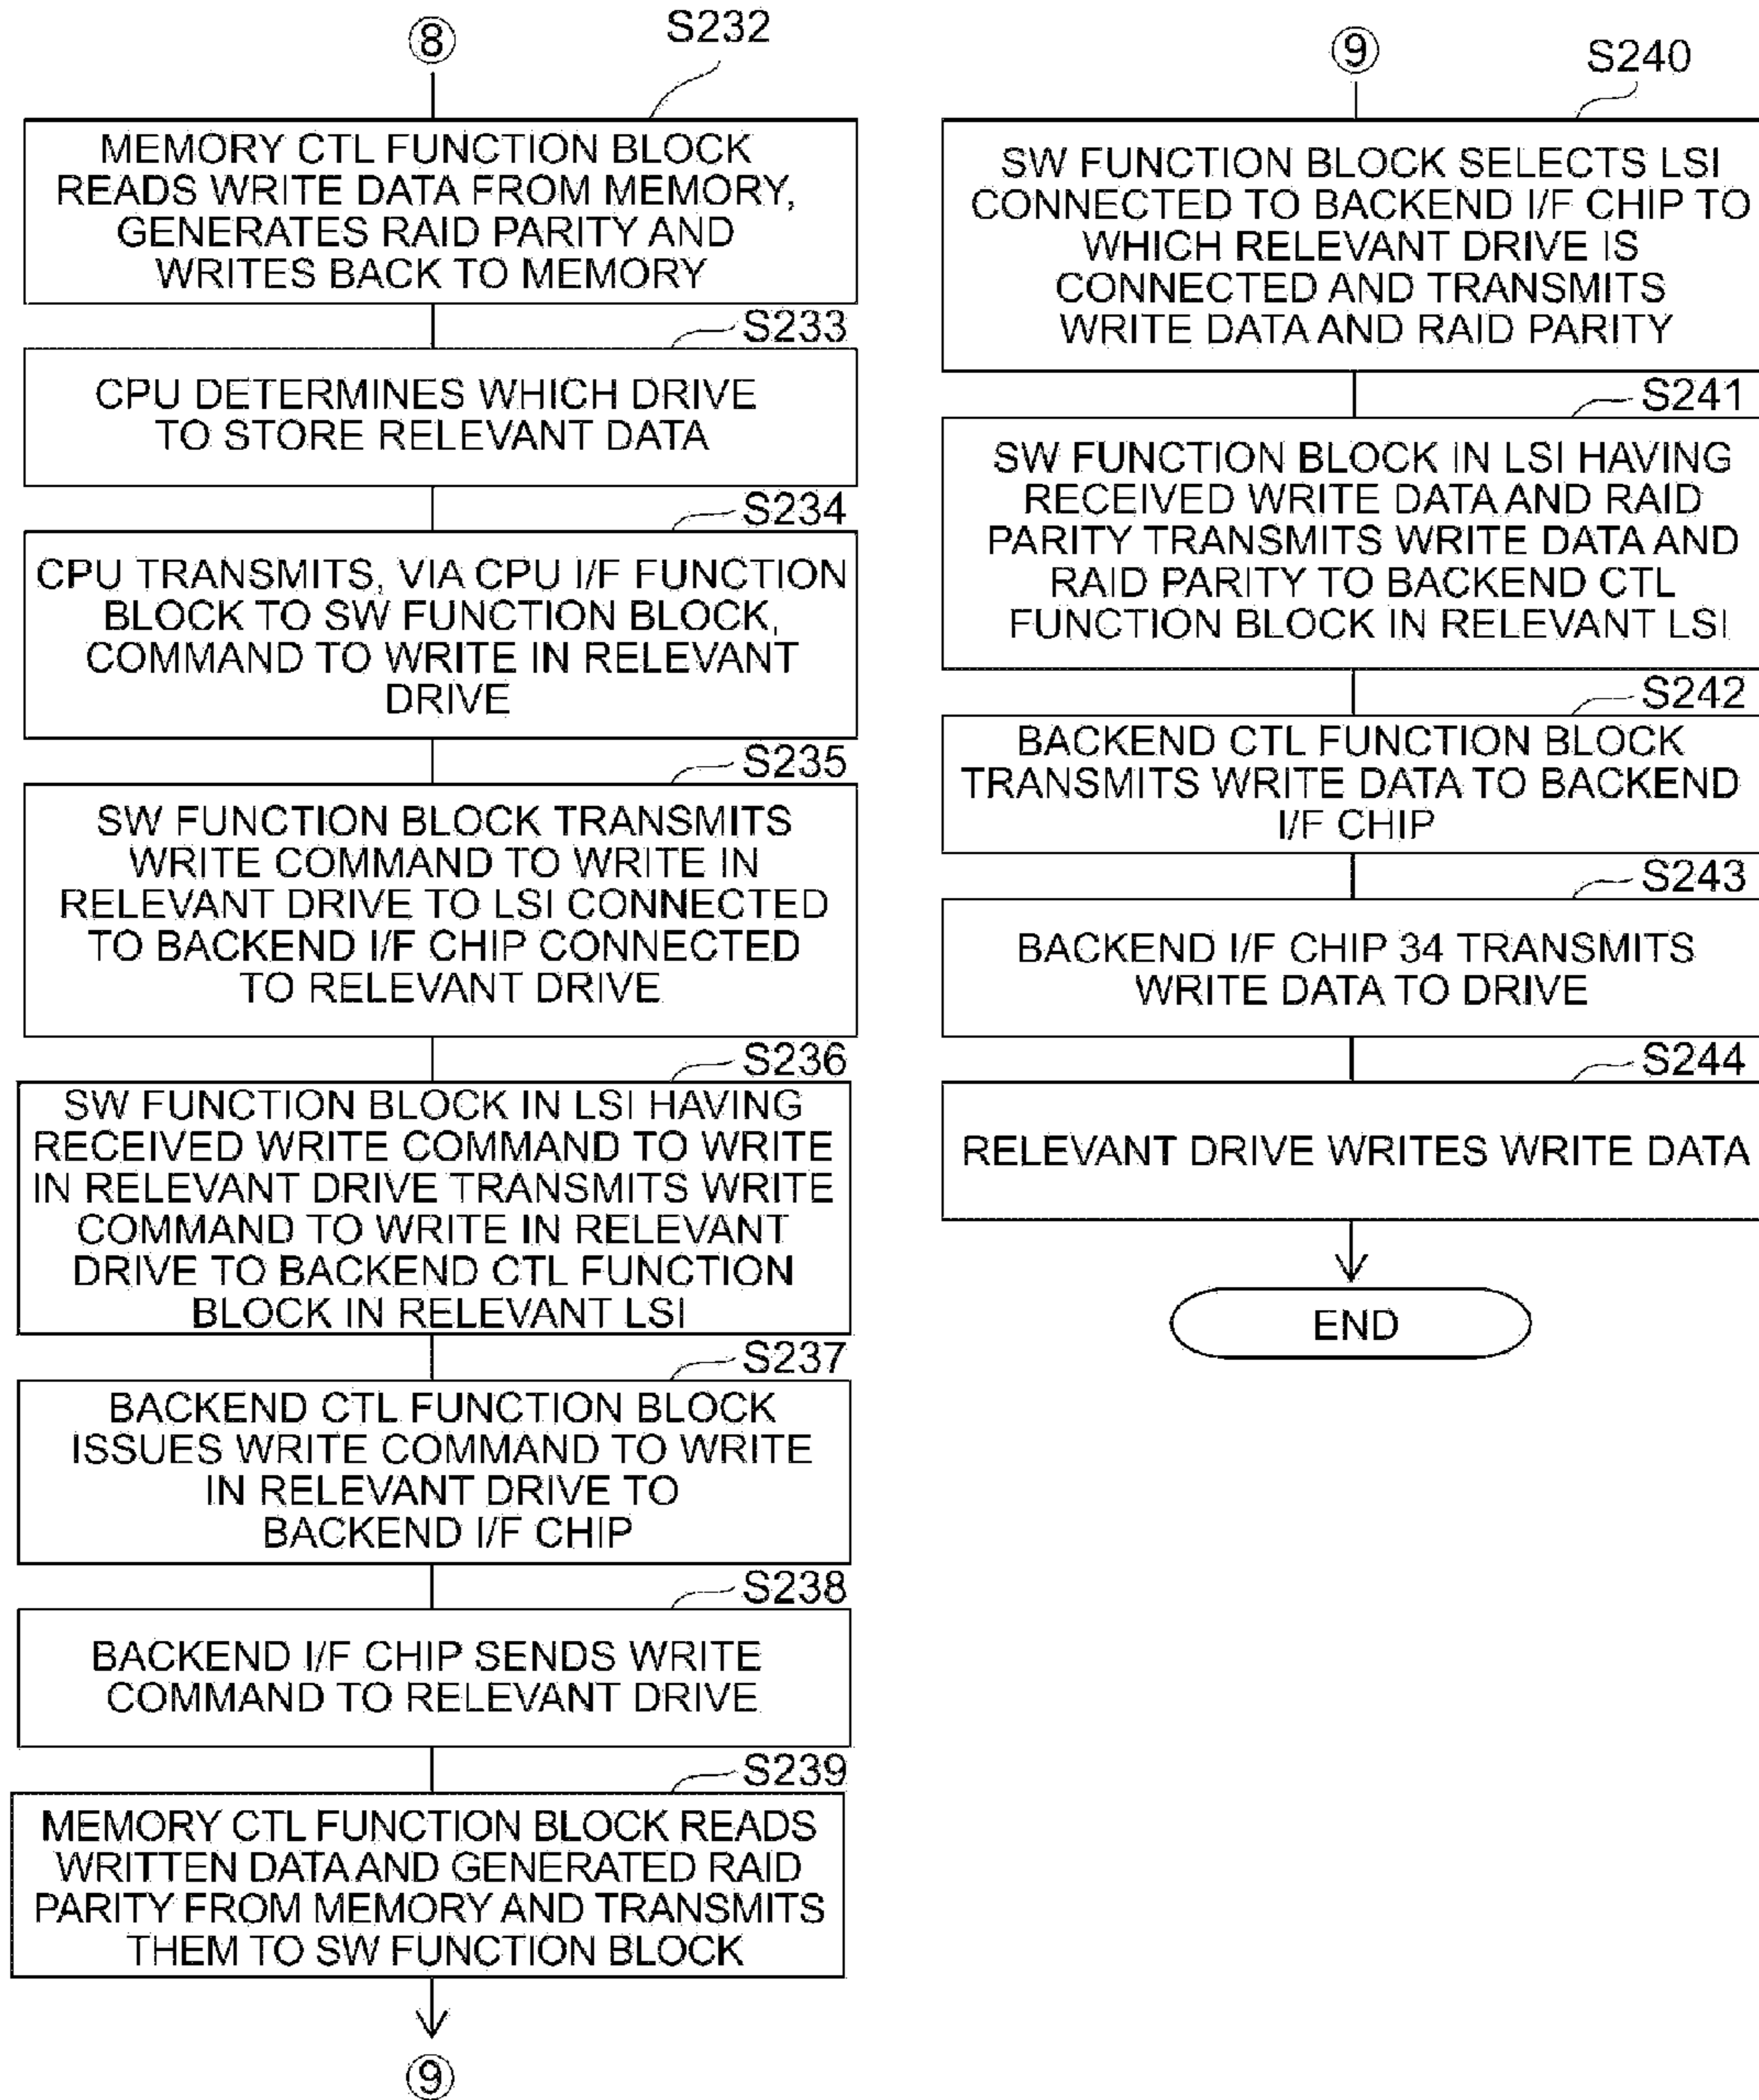 ⑧
S232
MEMORY CTL FUNCTION BLOCK
READS WRITE DATA FROM MEMORY,
GENERATES RAID PARITY AND
WRITES BACK TO MEMORY
S233
CPU DETERMINES WHICH DRIVE
TO STORE RELEVANT DATA
S234
CPU TRANSMITS, VIA CPU I/F FUNCTION
BLOCK TO SW FUNCTION BLOCK,
COMMAND TO WRITE IN RELEVANT
DRIVE
S235
SW FUNCTION BLOCK TRANSMITS
WRITE COMMAND TO WRITE IN
RELEVANT DRIVE TO LSI CONNECTED
TO BACKEND I/F CHIP CONNECTED
TO RELEVANT DRIVE
S236
SW FUNCTION BLOCK IN LSI HAVING
RECEIVED WRITE COMMAND TO WRITE
IN RELEVANT DRIVE TRANSMITS WRITE
COMMAND TO WRITE IN RELEVANT
DRIVE TO BACKEND CTL FUNCTION
BLOCK IN RELEVANT LSI
S237
BACKEND CTL FUNCTION BLOCK
ISSUES WRITE COMMAND TO WRITE
IN RELEVANT DRIVE TO
BACKEND I/F CHIP
S238
BACKEND I/F CHIP SENDS WRITE
COMMAND TO RELEVANT DRIVE
S239
MEMORY CTL FUNCTION BLOCK READS
WRITTEN DATA AND GENERATED RAID
PARITY FROM MEMORY AND TRANSMITS
THEM TO SW FUNCTION BLOCK
⑨
⑨
S240
SW FUNCTION BLOCK SELECTS LSI
CONNECTED TO BACKEND I/F CHIP TO
WHICH RELEVANT DRIVE IS
CONNECTED AND TRANSMITS
WRITE DATA AND RAID PARITY
S241
SW FUNCTION BLOCK IN LSI HAVING
RECEIVED WRITE DATA AND RAID
PARITY TRANSMITS WRITE DATA AND
RAID PARITY TO BACKEND CTL
FUNCTION BLOCK IN RELEVANT LSI
S242
BACKEND CTL FUNCTION BLOCK
TRANSMITS WRITE DATA TO BACKEND
I/F CHIP
S243
BACKEND I/F CHIP 34 TRANSMITS
WRITE DATA TO DRIVE
S244
RELEVANT DRIVE WRITES WRITE DATA
END